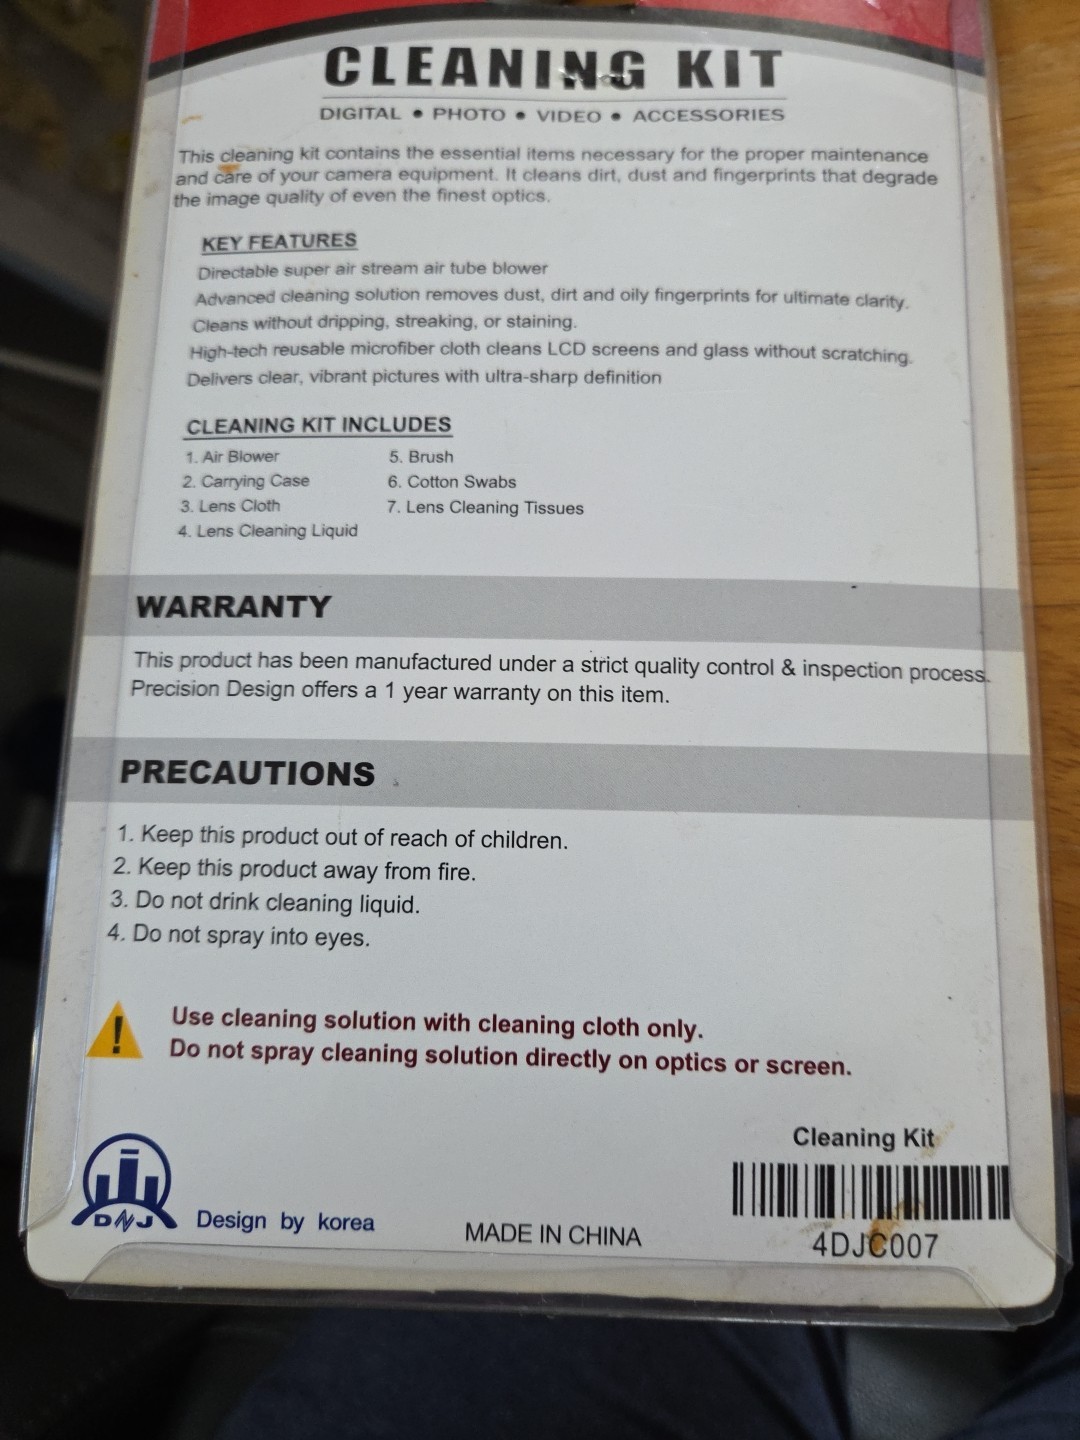 CLEANING KIT
DIGITAL • PHOTO • VIDEO • ACCESSORIES
This cleaning kit contains the essential items necessary for the proper maintenance
and care of your camera equipment. It cleans dirt, dust and fingerprints that degrade
the image quality of even the finest optics.
KEY FEATURES
Directable super air stream air tube blower
Advanced cleaning solution removes dust, dirt and oily fingerprints for ultimate clarity.
Cleans without dripping, streaking, or staining.
High-tech reusable microfiber cloth cleans LCD screens and glass without scratching.
Delivers clear, vibrant pictures with ultra-sharp definition
CLEANING KIT INCLUDES
1. Air Blower
2. Carrying Case
3. Lens Cloth
4. Lens Cleaning Liquid
5. Brush
6. Cotton Swabs
7. Lens Cleaning Tissues
WARRANTY
This product has been manufactured under a strict quality control & inspection process.
Precision Design offers a 1 year warranty on this item.
PRECAUTIONS
1. Keep this product out of reach of children.
2. Keep this product away from fire.
3. Do not drink cleaning liquid.
4. Do not spray into eyes.
! Use cleaning solution with cleaning cloth only.
Do not spray cleaning solution directly on optics or screen.
DNJ
Design by korea
MADE IN CHINA
Cleaning Kit
4DJC007